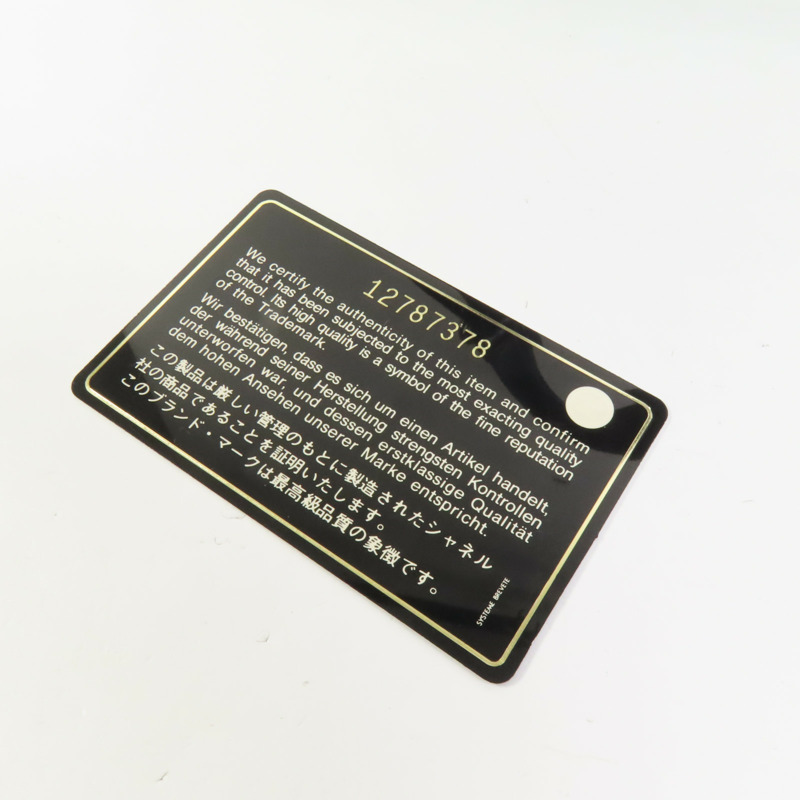 12787378
We certify the authenticity of this item and confirm
that it has been subjected to the most exacting quality
control. Its high quality is a symbol of the fine reputation
of the Trademark.
Wir bestätigen, dass es sich um einen Artikel handelt,
der während seiner Herstellung strengsten Kontrollen
unterworfen war, und dessen erstklassige Qualität
dem hohen Ansehen unserer Marke entspricht.
この製品は厳しい管理のもとに製造されたシャネル
社の商品であることを証明いたします。
このブランド・マークは最高級品質の象徴です。
SYSTEME BREVETE